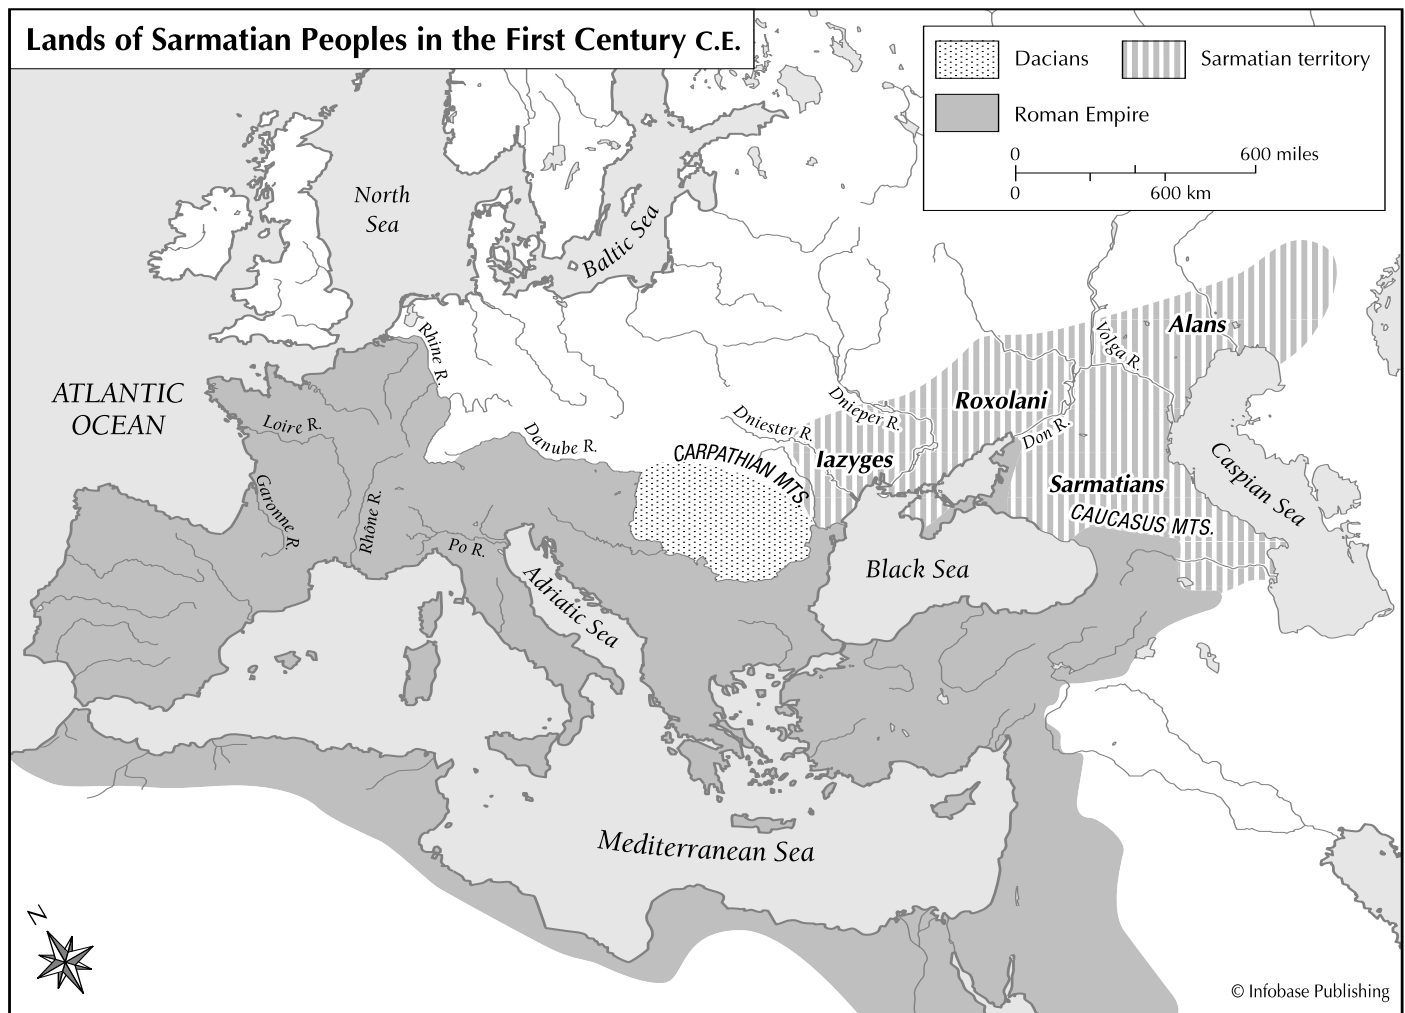 Lands of Sarmatian Peoples in the First Century C.E.
Dacians
Sarmatian territory
Roman Empire
0
600 miles
0
600 km
North
Sea
Baltic Sea
ATLANTIC
OCEAN
Rhine R.
Loire R.
Danube R.
Garonne R.
Rhône R.
Po R.
Adriatic Sea
CARPATHIAN MTS.
Dniester R.
Dnieper R.
Iazyges
Roxolani
Don R.
Volga R.
Alans
Sarmatians
CAUCASUS MTS.
Caspian Sea
Black Sea
Mediterranean Sea
N
© Infobase Publishing